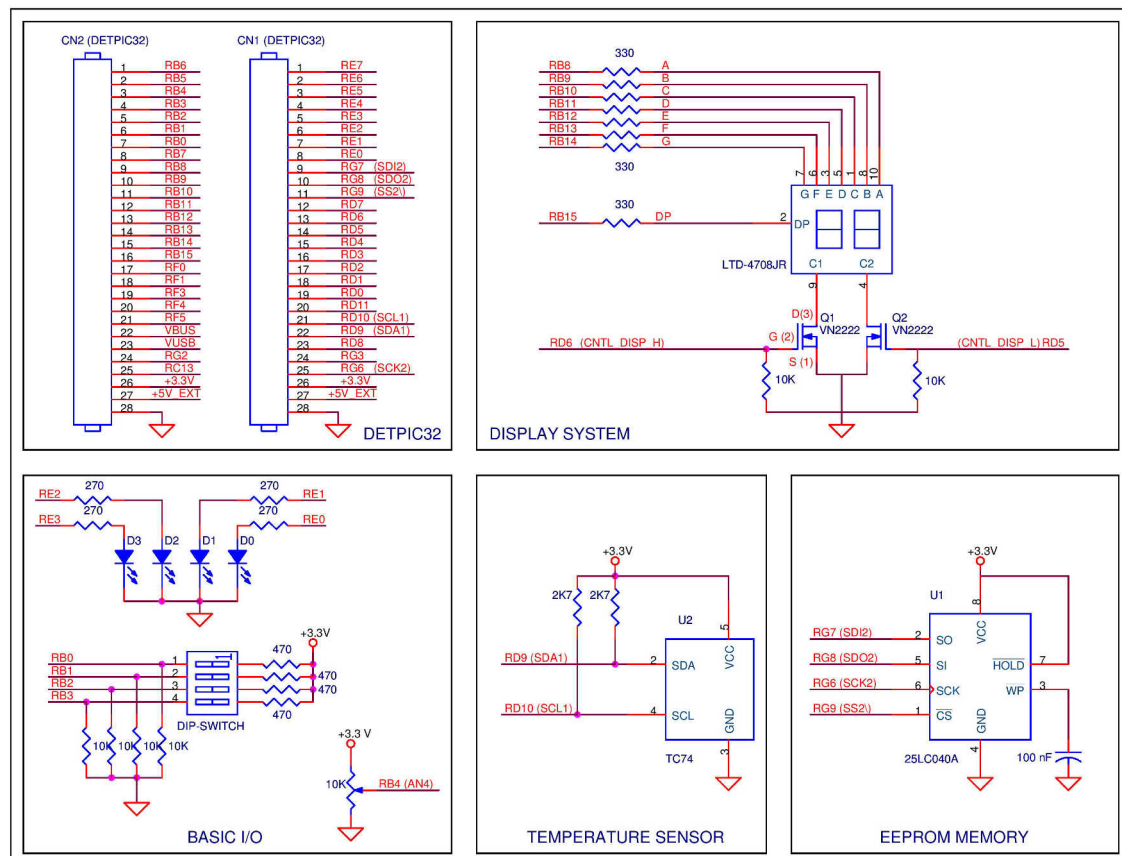 CN2 (DETPIC32)
1 RB6
2 RB5
3 RB4
4 RB3
5 RB2
6 RB1
7 RB0
8 RB7
9 RB8
10 RB9
11 RB10
12 RB11
13 RB12
14 RB13
15 RB14
16 RB15
17 RF0
18 RF1
19 RF3
20 RF4
21 RF5
22 VBUS
23 VUSB
24 RG2
25 RC13
26 +3.3V
27 +5V_EXT
28
CN1 (DETPIC32)
1 RE7
2 RE6
3 RE5
4 RE4
5 RE3
6 RE2
7 RE1
8 RE0
9 RG7 (SDI2)
10 RG8 (SDO2)
11 RG9 (SS2\)
12 RD7
13 RD6
14 RD5
15 RD4
16 RD3
17 RD2
18 RD1
19 RD0
20 RD11
21 RD10 (SCL1)
22 RD9 (SDA1)
23 RD8
24 RG3
25 RG6 (SCK2)
26 +3.3V
27 +5V_EXT
28
DETPIC32
330
RB8 A
RB9 B
RB10 C
RB11 D
RB12 E
RB13 F
RB14 G
330
7 6 3 5 1 8 10
G F E D C B A
330
RB15 DP 2 DP
LTD-4708JR
C1 C2
9 4
D(3) Q1 Q2
VN2222 VN2222
G (2)
RD6 (CNTL_DISP_H) (CNTL_DISP_L) RD5
S (1)
10K 10K
DISPLAY SYSTEM
270 270
RE2 RE1
270 270
RE3 RE0
D3 D2 D1 D0
+3.3V
RB0 1 1 470
RB1 2 470
RB2 3 470
RB3 4 470
DIP-SWITCH
10K 10K 10K 10K
+3.3 V
10K RB4 (AN4)
BASIC I/O
+3.3V
2K7 2K7
U2
5
VCC
RD9 (SDA1) 2 SDA
RD10 (SCL1) 4 SCL
GND
3
TC74
TEMPERATURE SENSOR
+3.3V
U1
8
VCC
RG7 (SDI2) 2 SO
RG8 (SDO2) 5 SI HOLD 7
RG6 (SCK2) 6 SCK WP 3
RG9 (SS2\) 1 CS
GND
4
25LC040A
100 nF
EEPROM MEMORY